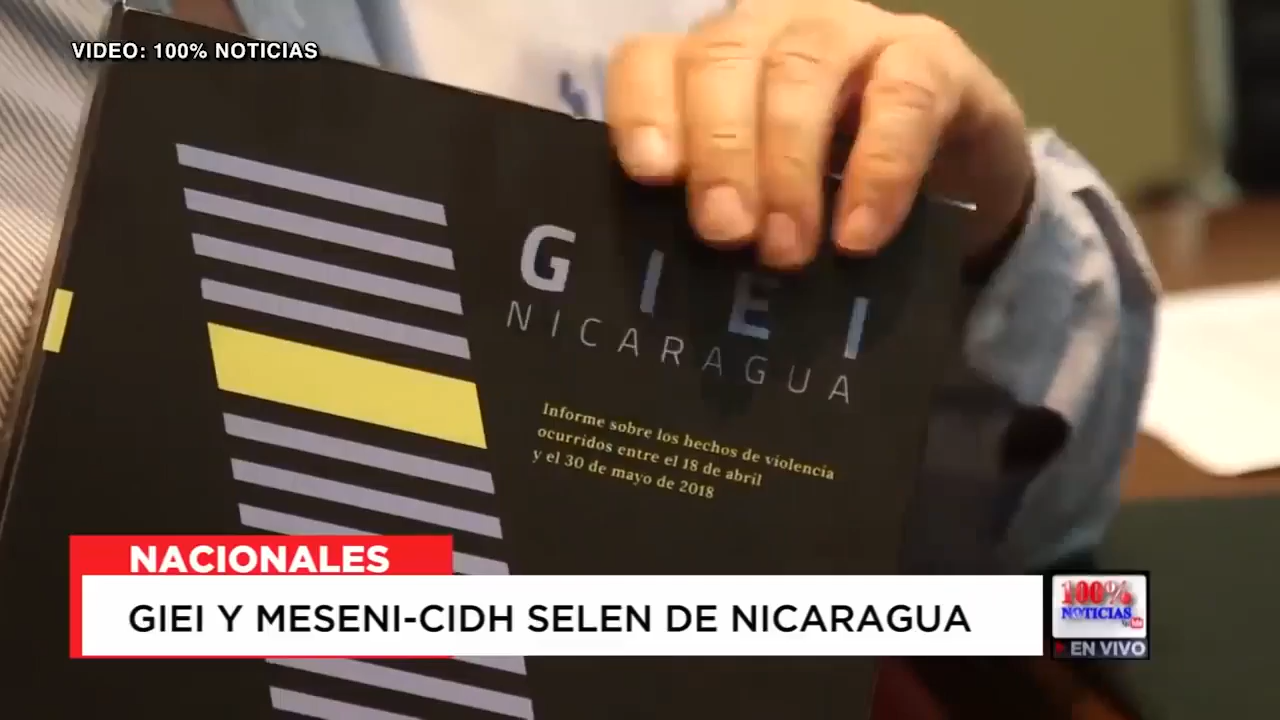 VIDEO: 100% NOTICIAS
GIEI
NICARAGUA
Informe sobre los hechos de violencia
ocurridos entre el 18 de abril
y el 30 de mayo de 2018
NACIONALES
GIEI Y MESENI-CIDH SELEN DE NICARAGUA
100%
NOTICIAS
EN VIVO